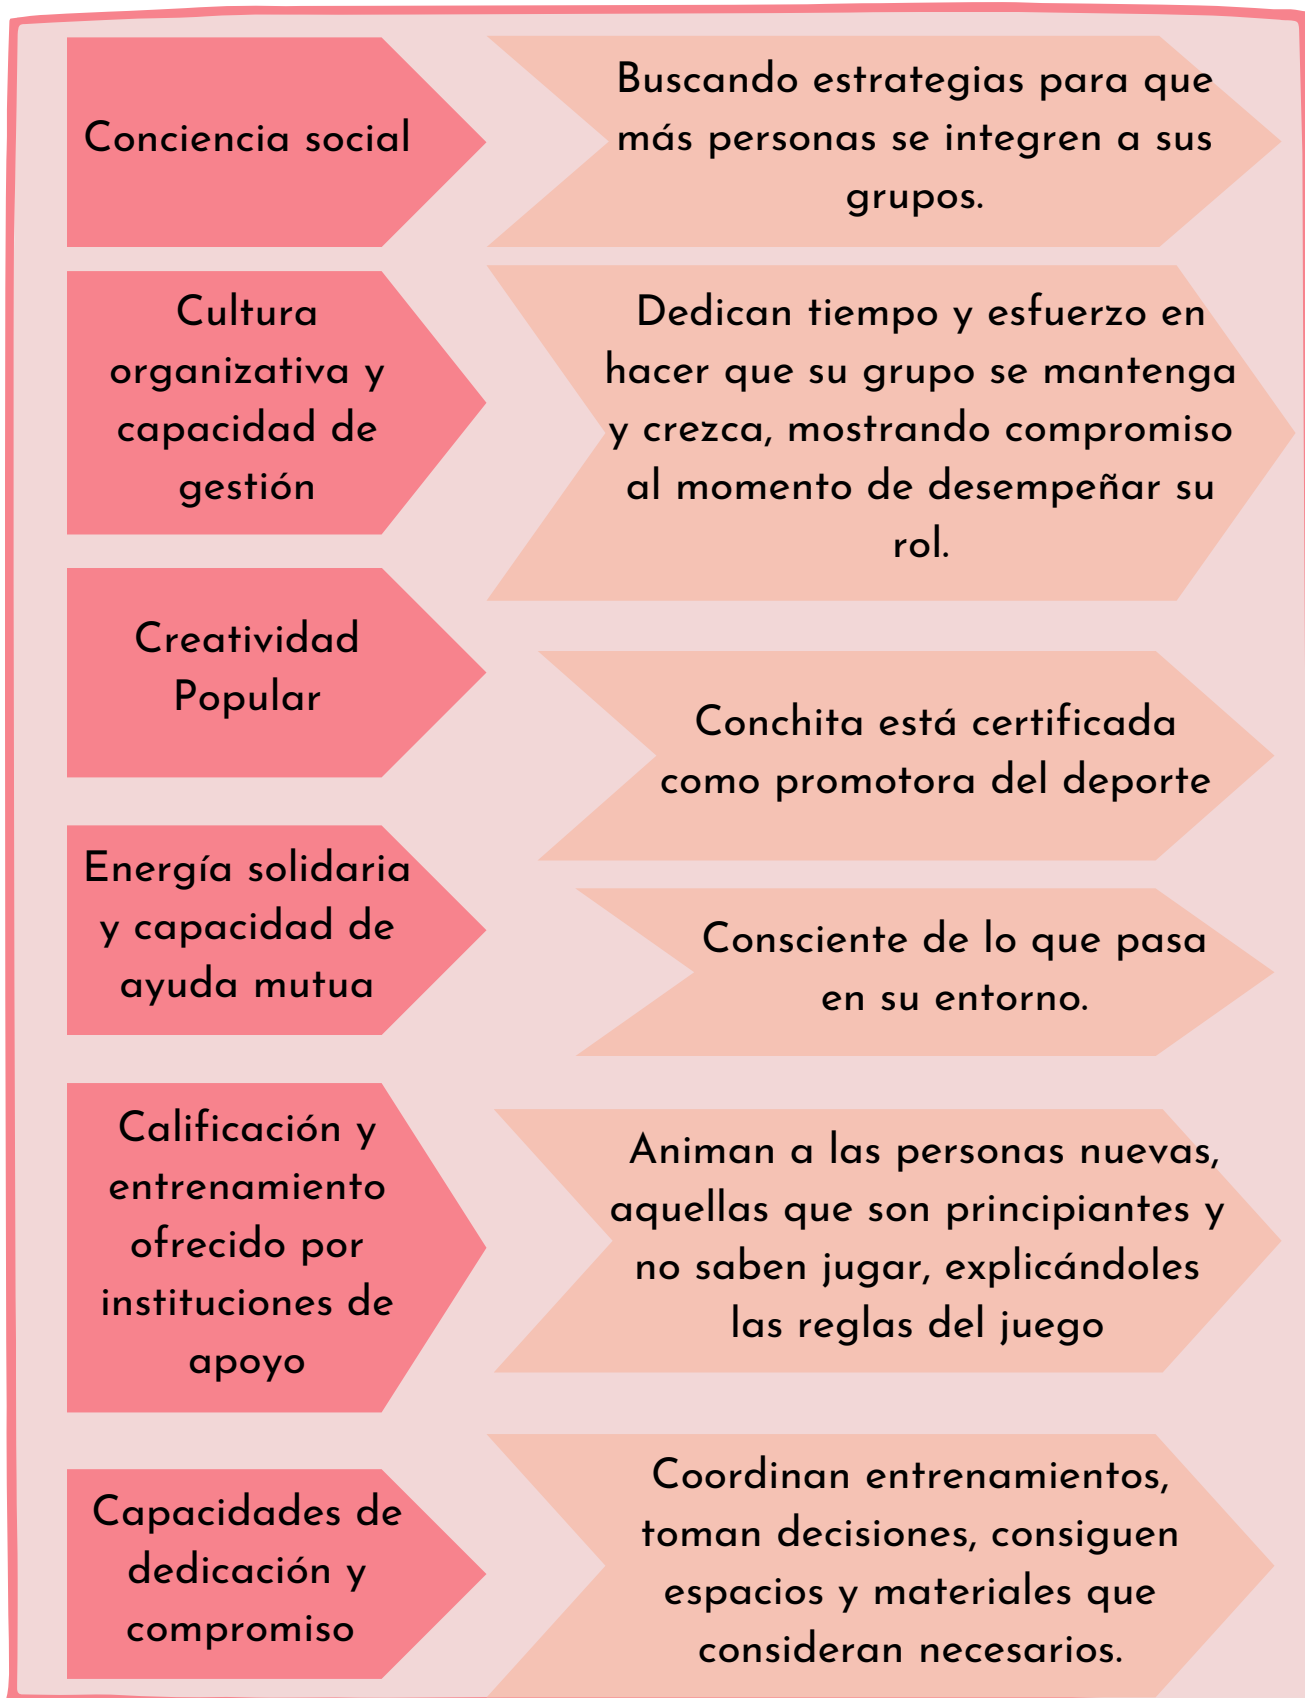 Conciencia social
Buscando estrategias para que
más personas se integren a sus
grupos.
Cultura
organizativa y
capacidad de
gestión
Dedican tiempo y esfuerzo en
hacer que su grupo se mantenga
y crezca, mostrando compromiso
al momento de desempeñar su
rol.
Creatividad
Popular
Conchita está certificada
como promotora del deporte
Energía solidaria
y capacidad de
ayuda mutua
Consciente de lo que pasa
en su entorno.
Calificación y
entrenamiento
ofrecido por
instituciones de
apoyo
Animan a las personas nuevas,
aquellas que son principiantes y
no saben jugar, explicándoles
las reglas del juego
Capacidades de
dedicación y
compromiso
Coordinan entrenamientos,
toman decisiones, consiguen
espacios y materiales que
consideran necesarios.